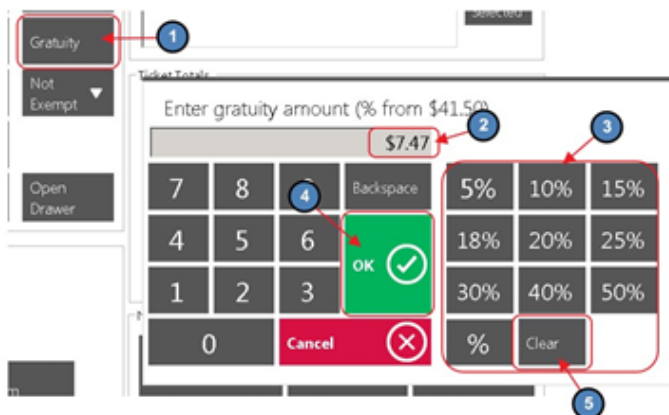 Selected
Gratuity
1
Not
Exempt
Ticket Totals
Enter gratuity amount (% from $41.50)
2
$7.47
3
7 8 Backspace 5% 10% 15%
4
Open
Drawer
4 5 6 OK 18% 20% 25%
1 2 3 30% 40% 50%
0 Cancel % Clear
5